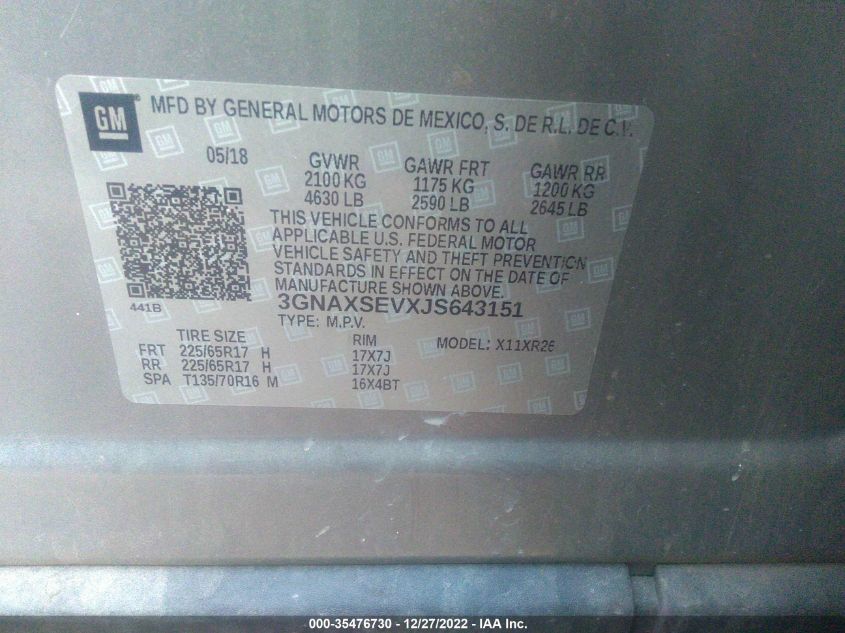 GM
MFD BY GENERAL MOTORS DE MEXICO, S. DE R.L. DE C.V.
05/18 GVWR GAWR FRT GAWR RR
2100 KG 1175 KG 1200 KG
4630 LB 2590 LB 2645 LB
THIS VEHICLE CONFORMS TO ALL
APPLICABLE U.S. FEDERAL MOTOR
VEHICLE SAFETY AND THEFT PREVENTION
STANDARDS IN EFFECT ON THE DATE OF
MANUFACTURE SHOWN ABOVE.
441B 3GNAXSEVXJS643151
TYPE: M.P.V.
TIRE SIZE RIM MODEL: X11XR26
FRT 225/65R17 H 17X7J
RR 225/65R17 H 17X7J
SPA T135/70R16 M 16X4BT
000-35476730 - 12/27/2022 - IAA Inc.